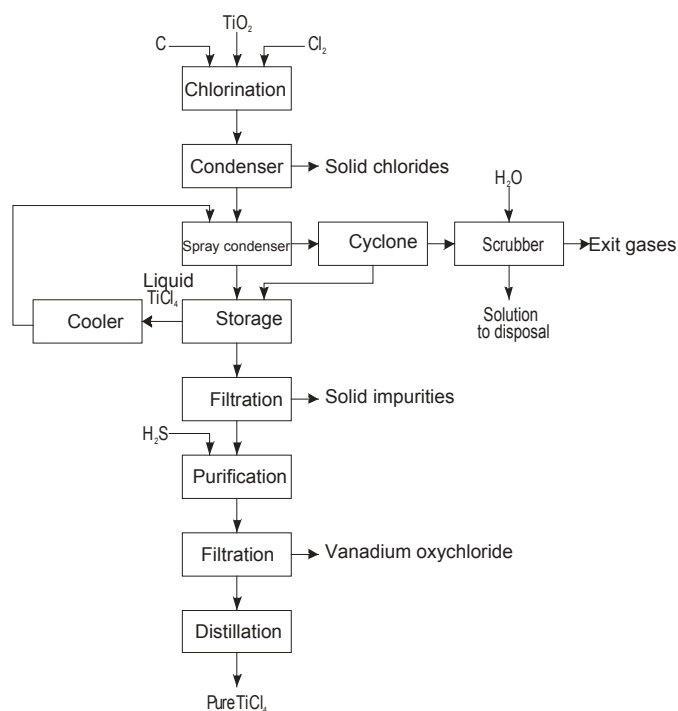 TiO₂
C
Cl₂
Chlorination
Condenser
Solid chlorides
H₂O
Spray condenser
Cyclone
Scrubber
Exit gases
Liquid
TiCl₄
Cooler
Storage
Solution
to disposal
Filtration
Solid impurities
H₂S
Purification
Filtration
Vanadium oxychloride
Distillation
Pure TiCl₄